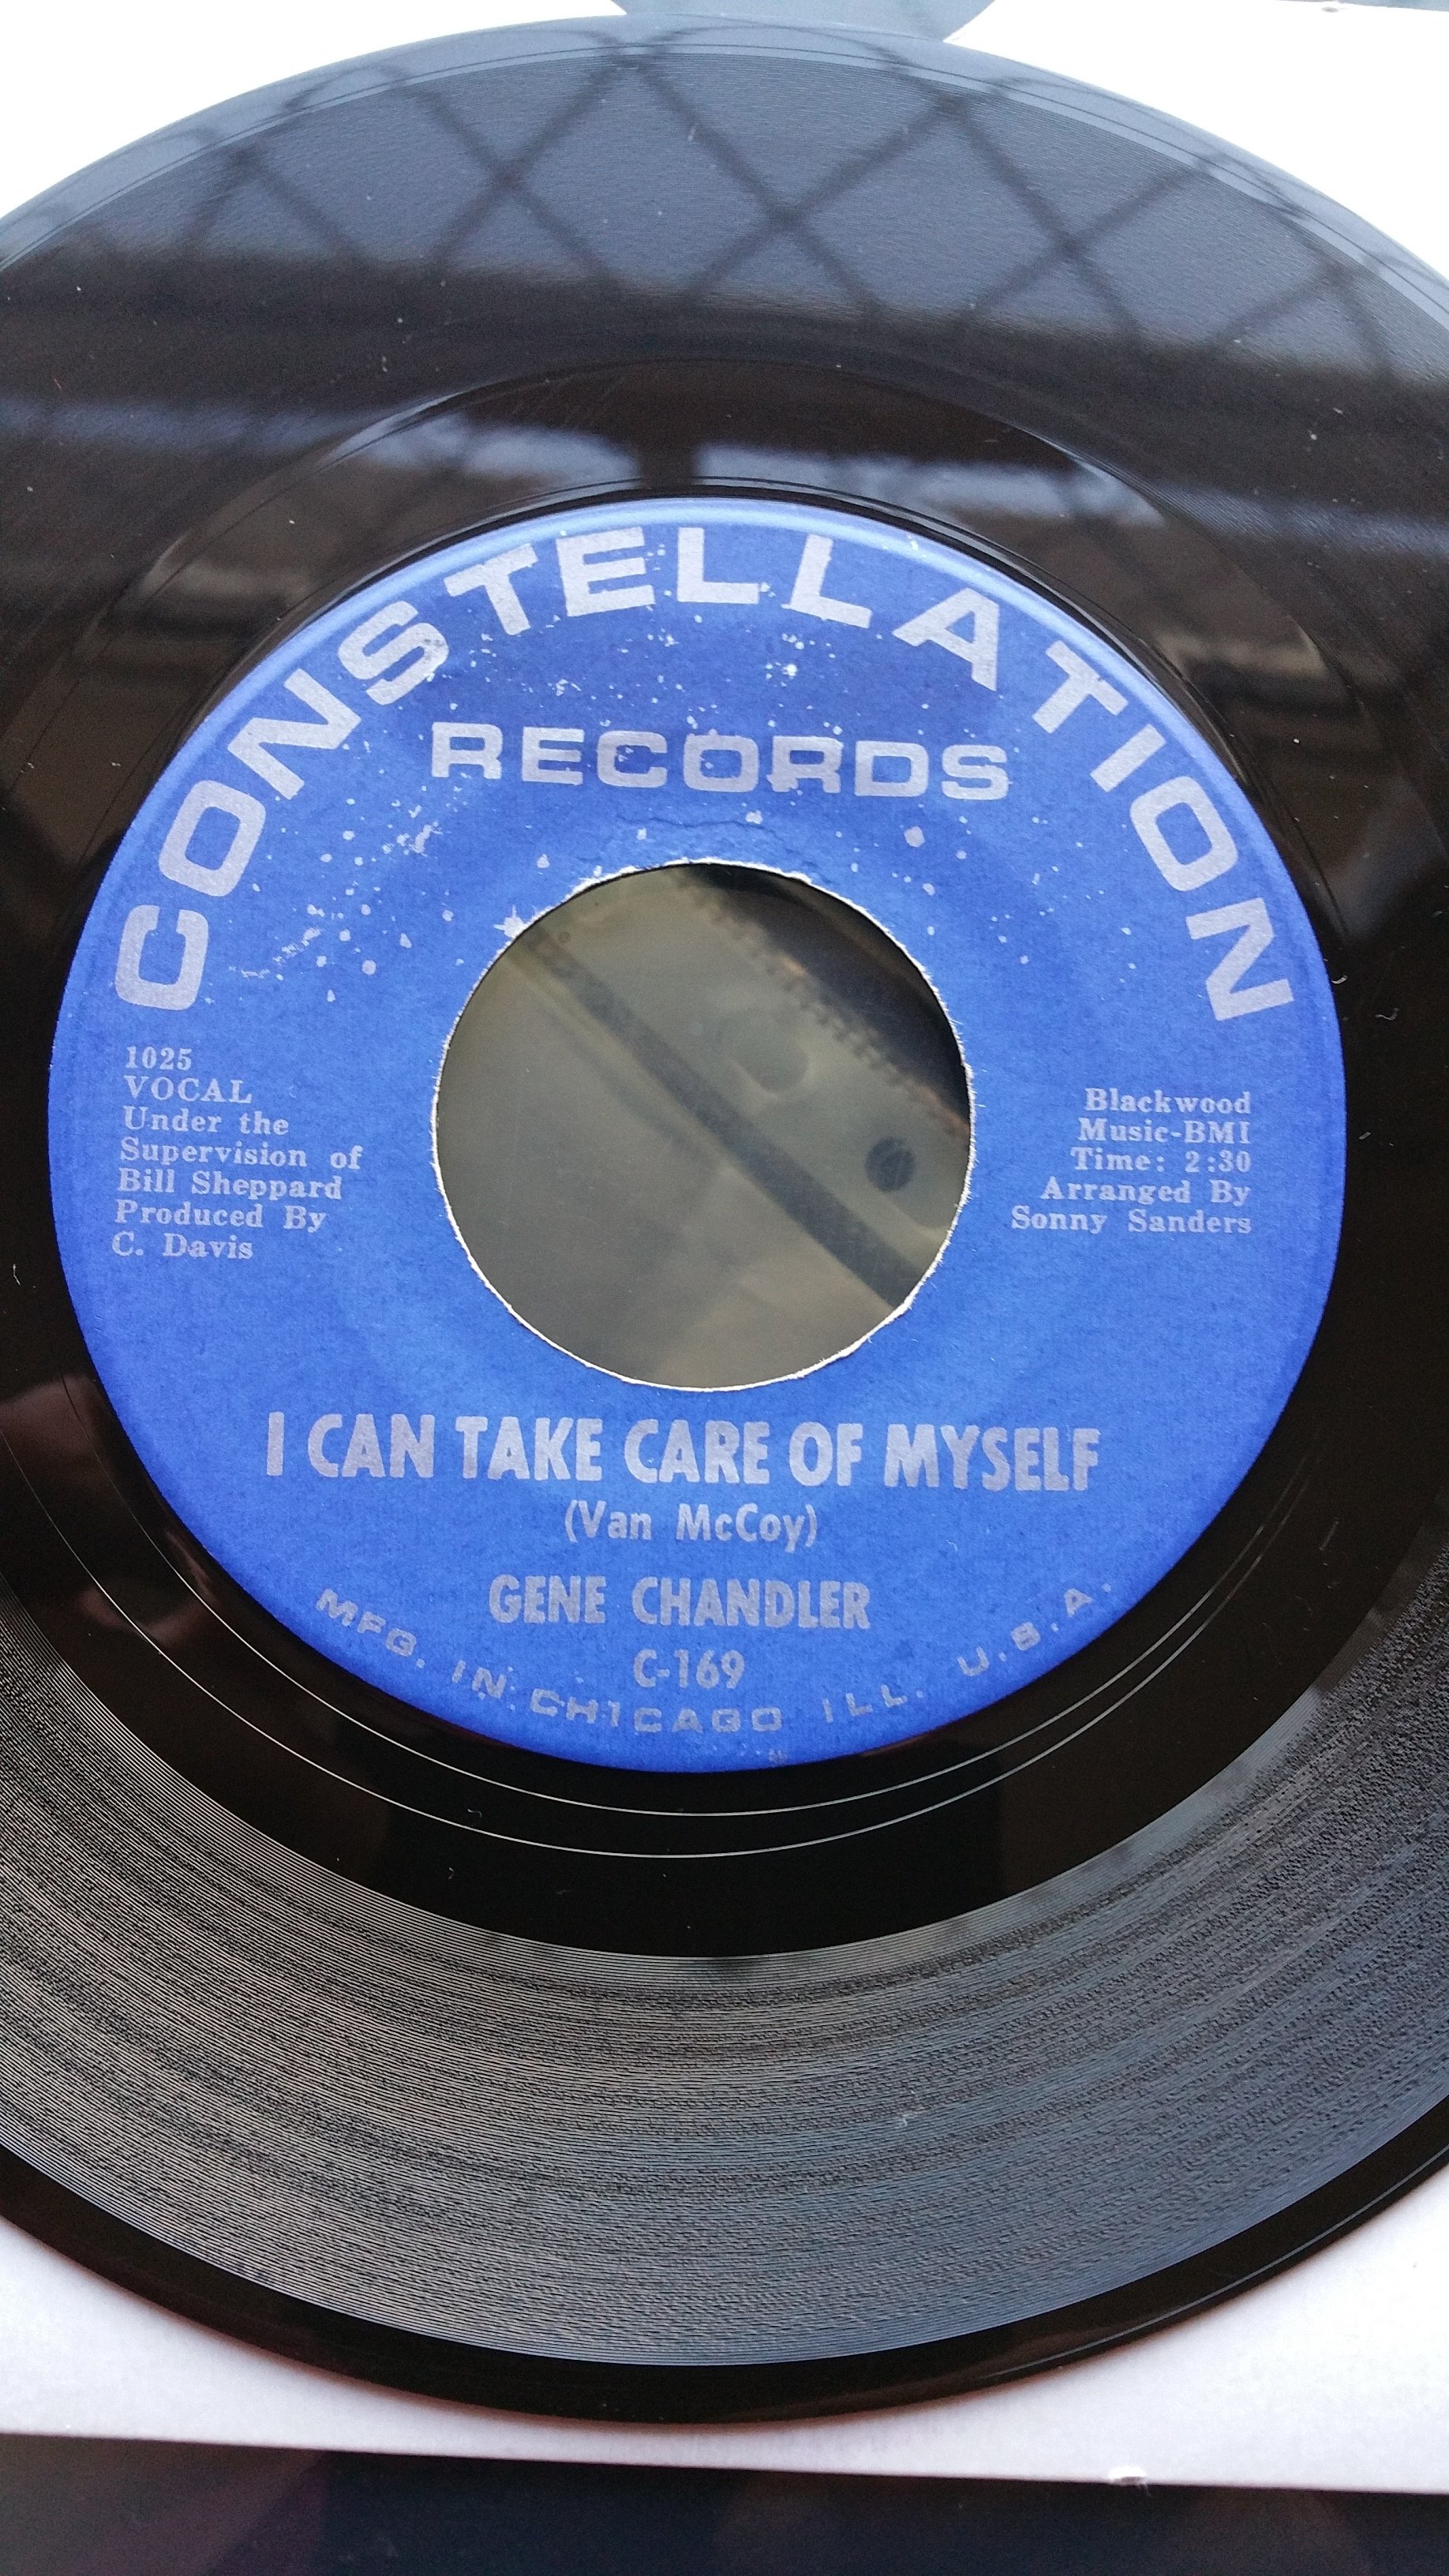 CONSTELLATION
RECORDS
1025
VOCAL
Under the
Supervision of
Bill Sheppard
Produced By
C. Davis
Blackwood
Music-BMI
Time: 2:30
Arranged By
Sonny Sanders
I CAN TAKE CARE OF MYSELF
(Van McCoy)
GENE CHANDLER
C-169
MFG. IN CHICAGO ILL. U.S.A.